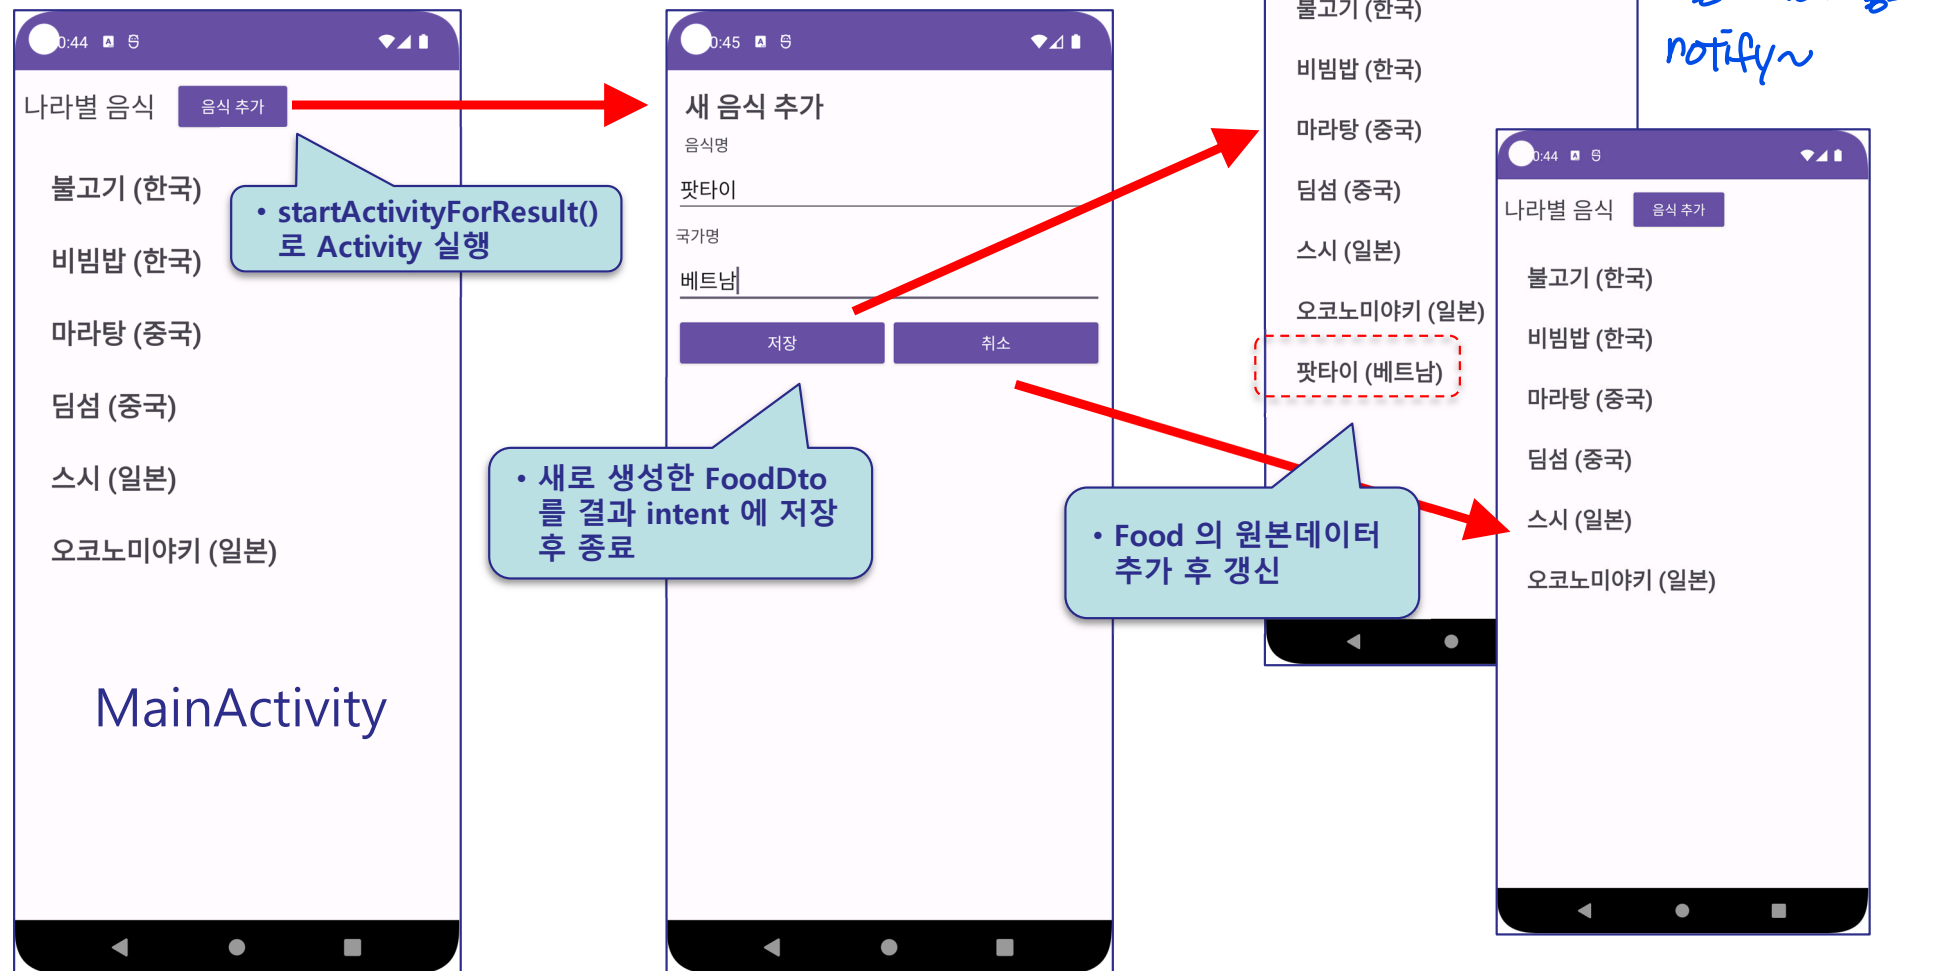 0:44
나라별 음식
음식 추가
불고기 (한국)
비빔밥 (한국)
마라탕 (중국)
딤섬 (중국)
스시 (일본)
오코노미야키 (일본)
MainActivity
• startActivityForResult()
로 Activity 실행
0:45
새 음식 추가
음식명
팟타이
국가명
베트남
저장
취소
• 새로 생성한 FoodDto
를 결과 intent 에 저장
후 종료
불고기 (한국)
비빔밥 (한국)
마라탕 (중국)
딤섬 (중국)
스시 (일본)
오코노미야키 (일본)
팟타이 (베트남)
• Food 의 원본데이터
추가 후 갱신
notify~
0:44
나라별 음식
음식 추가
불고기 (한국)
비빔밥 (한국)
마라탕 (중국)
딤섬 (중국)
스시 (일본)
오코노미야키 (일본)